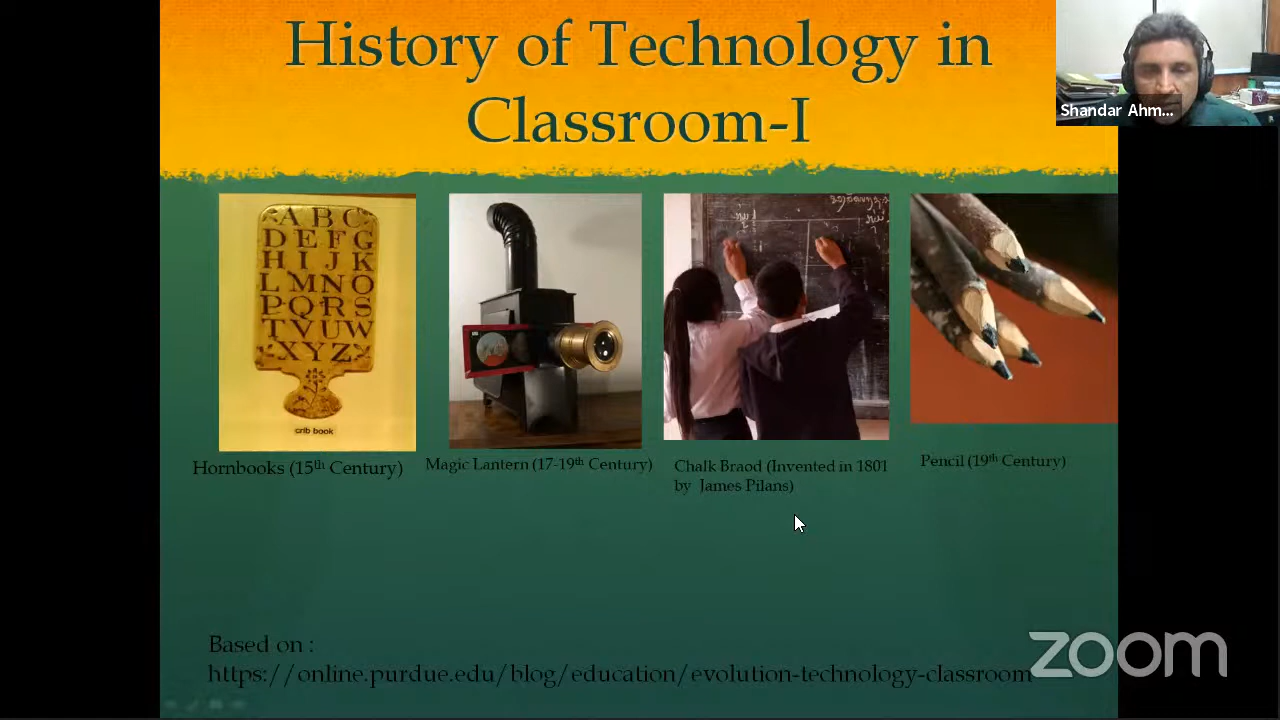 History of Technology in
Classroom-I
Shandar Ahm...
A B C
D E F G
H I J K
L M N O
P Q R S
T V U W
X Y Z
crib book
Hornbooks (15th Century)
Magic Lantern (17-19th Century)
Chalk Braod (Invented in 1801
by James Pilans)
Pencil (19th Century)
Based on :
https://online.purdue.edu/blog/education/evolution-technology-classroom
zoom